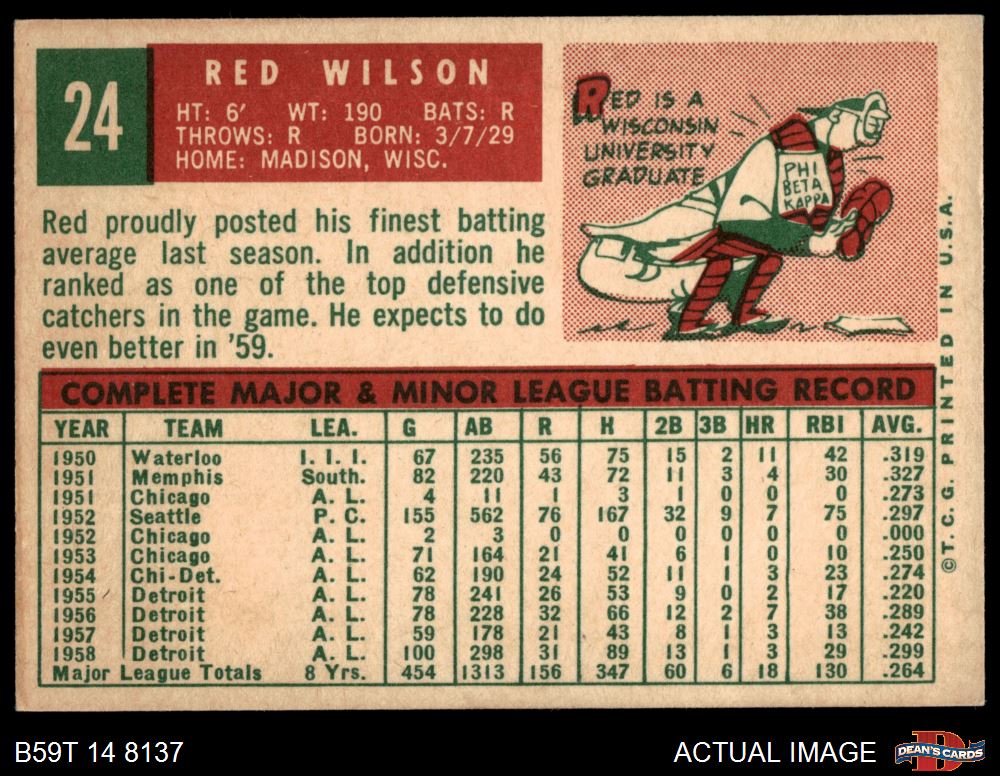 24
RED WILSON
HT: 6' WT: 190 BATS: R
THROWS: R BORN: 3/7/29
HOME: MADISON, WISC.
Red proudly posted his finest batting
average last season. In addition he
ranked as one of the top defensive
catchers in the game. He expects to do
even better in '59.
RED IS A
WISCONSIN
UNIVERSITY
GRADUATE
PHI
BETA
KAPPA
COMPLETE MAJOR & MINOR LEAGUE BATTING RECORD
YEAR TEAM LEA. G AB R H 2B 3B HR RBI AVG.
1950 Waterloo I. I. I. 67 235 56 75 15 2 11 42 .319
1951 Memphis South. 82 220 43 72 11 3 4 30 .327
1951 Chicago A. L. 4 11 1 3 1 0 0 0 .273
1952 Seattle P. C. 155 562 76 167 32 9 7 75 .297
1952 Chicago A. L. 2 3 0 0 0 0 0 0 .000
1953 Chicago A. L. 71 164 21 41 6 1 0 10 .250
1954 Chi-Det. A. L. 62 190 24 52 11 1 3 23 .274
1955 Detroit A. L. 78 241 26 53 9 0 2 17 .220
1956 Detroit A. L. 78 228 32 66 12 2 7 38 .289
1957 Detroit A. L. 59 178 21 43 8 1 3 13 .242
1958 Detroit A. L. 100 298 31 89 13 1 3 29 .299
Major League Totals 8 Yrs. 454 1313 156 347 60 6 18 130 .264
© T. C. G. PRINTED IN U.S.A.
B59T 14 8137
ACTUAL IMAGE
DEAN'S CARDS